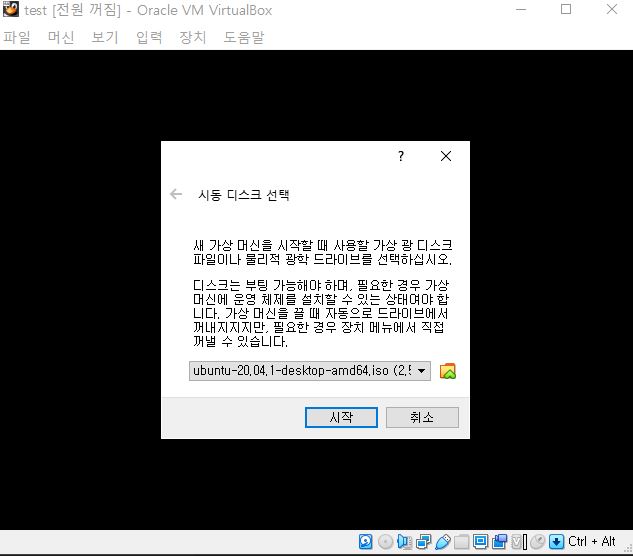 test [전원 꺼짐] - Oracle VM VirtualBox
파일 머신 보기 입력 장치 도움말
?
시동 디스크 선택
새 가상 머신을 시작할 때 사용할 가상 광 디스크
파일이나 물리적 광학 드라이브를 선택하십시오.
디스크는 부팅 가능해야 하며, 필요한 경우 가상
머신에 운영 체제를 설치할 수 있는 상태여야 합
니다. 가상 머신을 끌 때 자동으로 드라이브에서
꺼내지지만, 필요한 경우 장치 메뉴에서 직접
꺼낼 수 있습니다.
ubuntu-20.04.1-desktop-amd64.iso (2.5
시작 취소
Ctrl + Alt